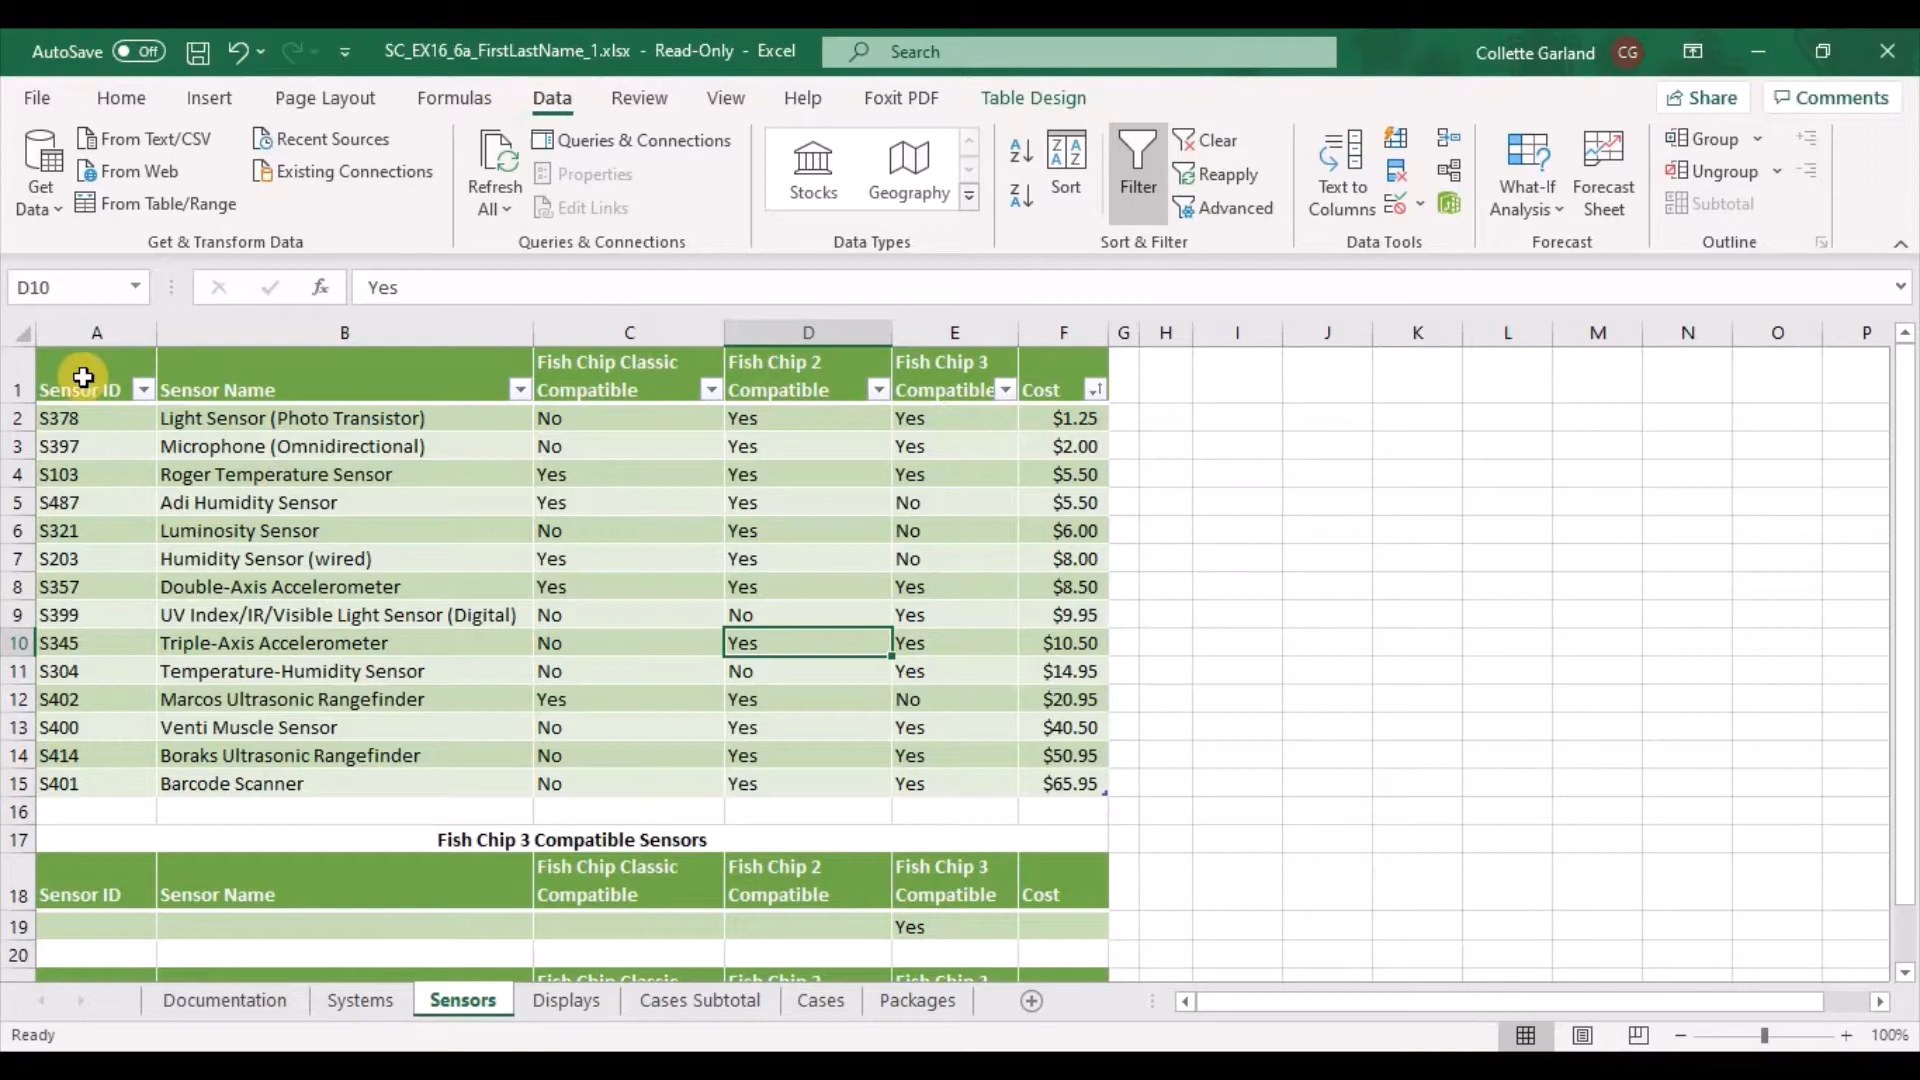 AutoSave Off SC_EX16_6a_FirstLastName_1.xlsx - Read-Only - Excel Search Collette Garland CG
File Home Insert Page Layout Formulas Data Review View Help Foxit PDF Table Design Share Comments
Get Data
From Text/CSV
From Web
From Table/Range
Recent Sources
Existing Connections
Get & Transform Data
Refresh All
Queries & Connections
Properties
Edit Links
Queries & Connections
Stocks Geography
Data Types
Sort
Filter
Clear
Reapply
Advanced
Sort & Filter
Text to Columns
Data Tools
What-If Analysis
Forecast Sheet
Forecast
Group
Ungroup
Subtotal
Outline
D10 fx Yes
A B C D E F G H I J K L M N O P
1 Sensor ID Sensor Name Fish Chip Classic Compatible Fish Chip 2 Compatible Fish Chip 3 Compatible Cost
2 S378 Light Sensor (Photo Transistor) No Yes Yes $1.25
3 S397 Microphone (Omnidirectional) No Yes Yes $2.00
4 S103 Roger Temperature Sensor Yes Yes Yes $5.50
5 S487 Adi Humidity Sensor Yes Yes No $5.50
6 S321 Luminosity Sensor No Yes No $6.00
7 S203 Humidity Sensor (wired) Yes Yes No $8.00
8 S357 Double-Axis Accelerometer Yes Yes Yes $8.50
9 S399 UV Index/IR/Visible Light Sensor (Digital) No No Yes $9.95
10 S345 Triple-Axis Accelerometer No Yes Yes $10.50
11 S304 Temperature-Humidity Sensor No No Yes $14.95
12 S402 Marcos Ultrasonic Rangefinder Yes Yes No $20.95
13 S400 Venti Muscle Sensor No Yes Yes $40.50
14 S414 Boraks Ultrasonic Rangefinder No Yes Yes $50.95
15 S401 Barcode Scanner No Yes Yes $65.95
16
17 Fish Chip 3 Compatible Sensors
18 Sensor ID Sensor Name Fish Chip Classic Compatible Fish Chip 2 Compatible Fish Chip 3 Compatible Cost
19 Yes
20
Fish Chip Classic Fish Chip 2 Fish Chip 3
Documentation Systems Sensors Displays Cases Subtotal Cases Packages
Ready 100%